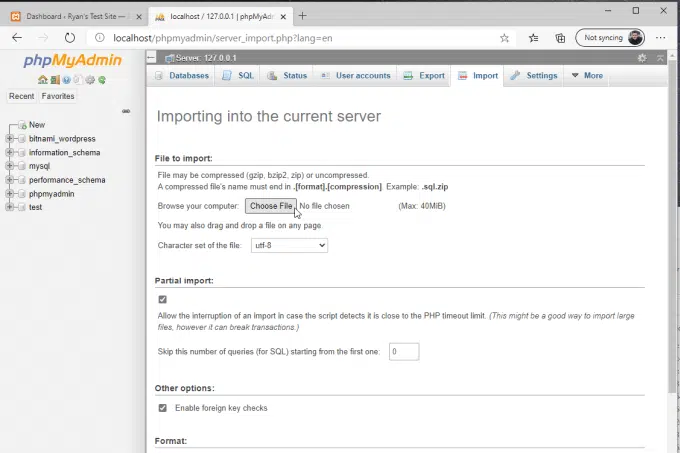 Dashboard ‹ Ryan's Test Site —
localhost / 127.0.0.1 | phpMyAdm
localhost/phpmyadmin/server_import.php?lang=en
Not syncing
phpMyAdmin
Recent
Favorites
New
bitnami_wordpress
information_schema
mysql
performance_schema
phpmyadmin
test
Server: 127.0.0.1
Databases
SQL
Status
User accounts
Export
Import
Settings
More
Importing into the current server
File to import:
File may be compressed (gzip, bzip2, zip) or uncompressed.
A compressed file's name must end in .[format].[compression]. Example: .sql.zip
Browse your computer: Choose File No file chosen (Max: 40MiB)
You may also drag and drop a file on any page.
Character set of the file: utf-8
Partial import:
Allow the interruption of an import in case the script detects it is close to the PHP timeout limit. (This might be a good way to import large
files, however it can break transactions.)
Skip this number of queries (for SQL) starting from the first one: 0
Other options:
Enable foreign key checks
Format: